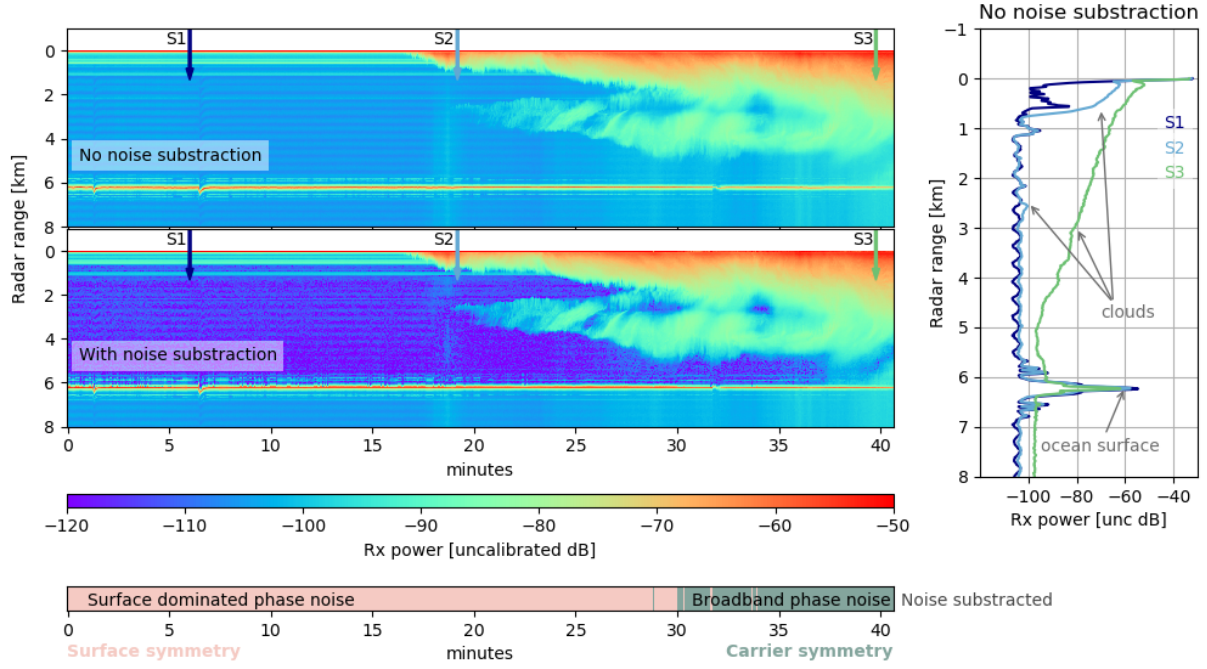 No noise substraction
S1
S2
S3
0
2
4
6
8
No noise substraction
Radar range [km]
S1
S2
S3
0
2
4
6
8
With noise substraction
0
5
10
15
20
25
30
35
40
minutes
−120
−110
−100
−90
−80
−70
−60
−50
Rx power [uncalibrated dB]
Surface dominated phase noise
Broadband phase noise
Noise substracted
0
5
10
15
20
25
30
35
40
Surface symmetry
minutes
Carrier symmetry
−1
0
1
2
3
4
5
6
7
8
Radar range [km]
S1
S2
S3
clouds
ocean surface
−100
−80
−60
−40
Rx power [unc dB]